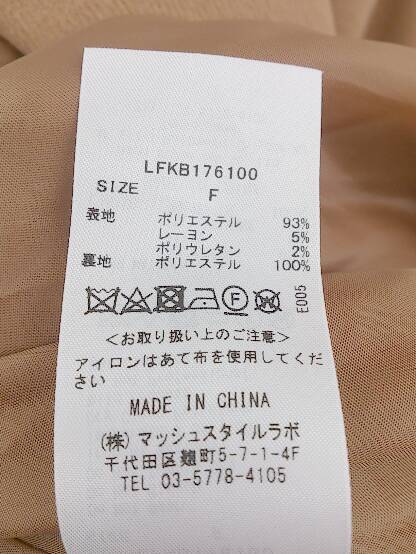 LFKB176100
SIZE F
表地 ポリエステル 93%
レーヨン 5%
ポリウレタン 2%
裏地 ポリエステル 100%
E005
<お取り扱い上のご注意>
アイロンはあて布を使用してくだ
さい
MADE IN CHINA
(株)マッシュスタイルラボ
千代田区麹町5-7-1-4F
TEL 03-5778-4105